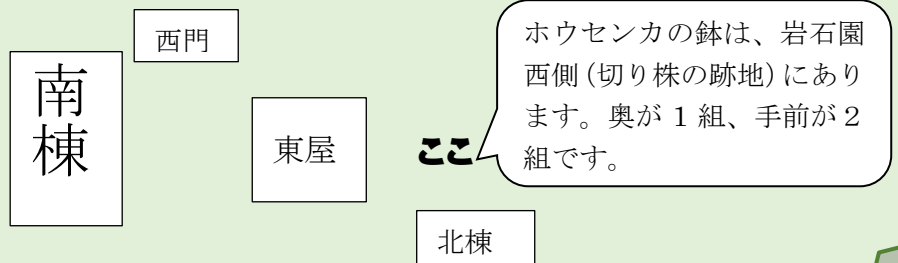 西門
南棟
東屋
ここ
ホウセンカの鉢は、岩石園
西側(切り株の跡地)にあり
ます。奥が1組、手前が2
組です。
北棟